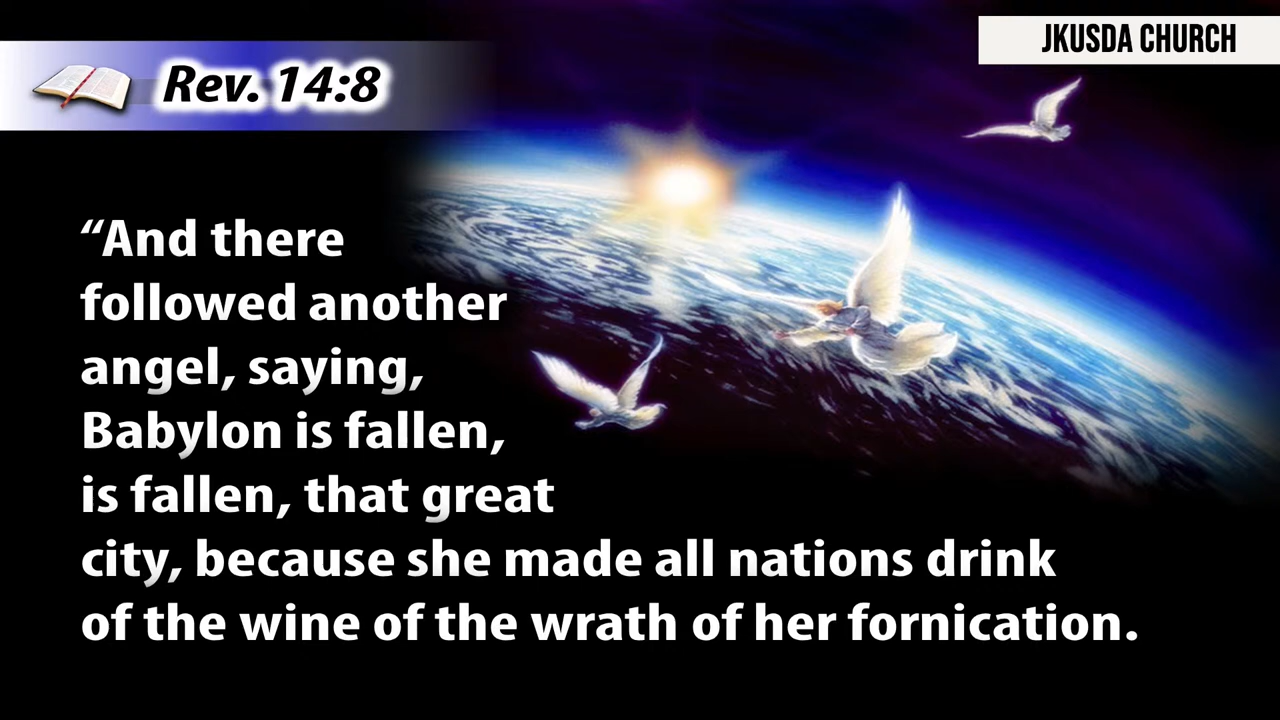 JKUSDA CHURCH
Rev. 14:8
“And there
followed another
angel, saying,
Babylon is fallen,
is fallen, that great
city, because she made all nations drink
of the wine of the wrath of her fornication.